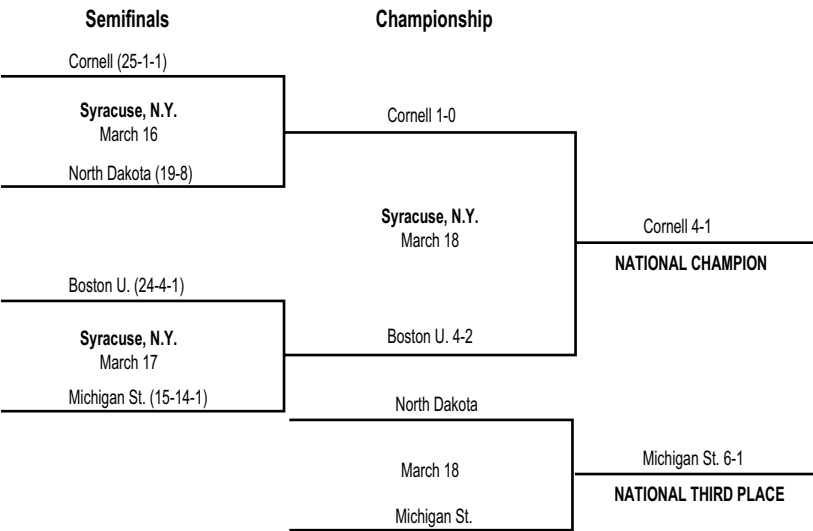 Semifinals
Championship
Cornell (25-1-1)
Syracuse, N.Y.
March 16
North Dakota (19-8)
Cornell 1-0
Syracuse, N.Y.
March 18
Cornell 4-1
NATIONAL CHAMPION
Boston U. (24-4-1)
Syracuse, N.Y.
March 17
Michigan St. (15-14-1)
Boston U. 4-2
North Dakota
March 18
Michigan St.
Michigan St. 6-1
NATIONAL THIRD PLACE